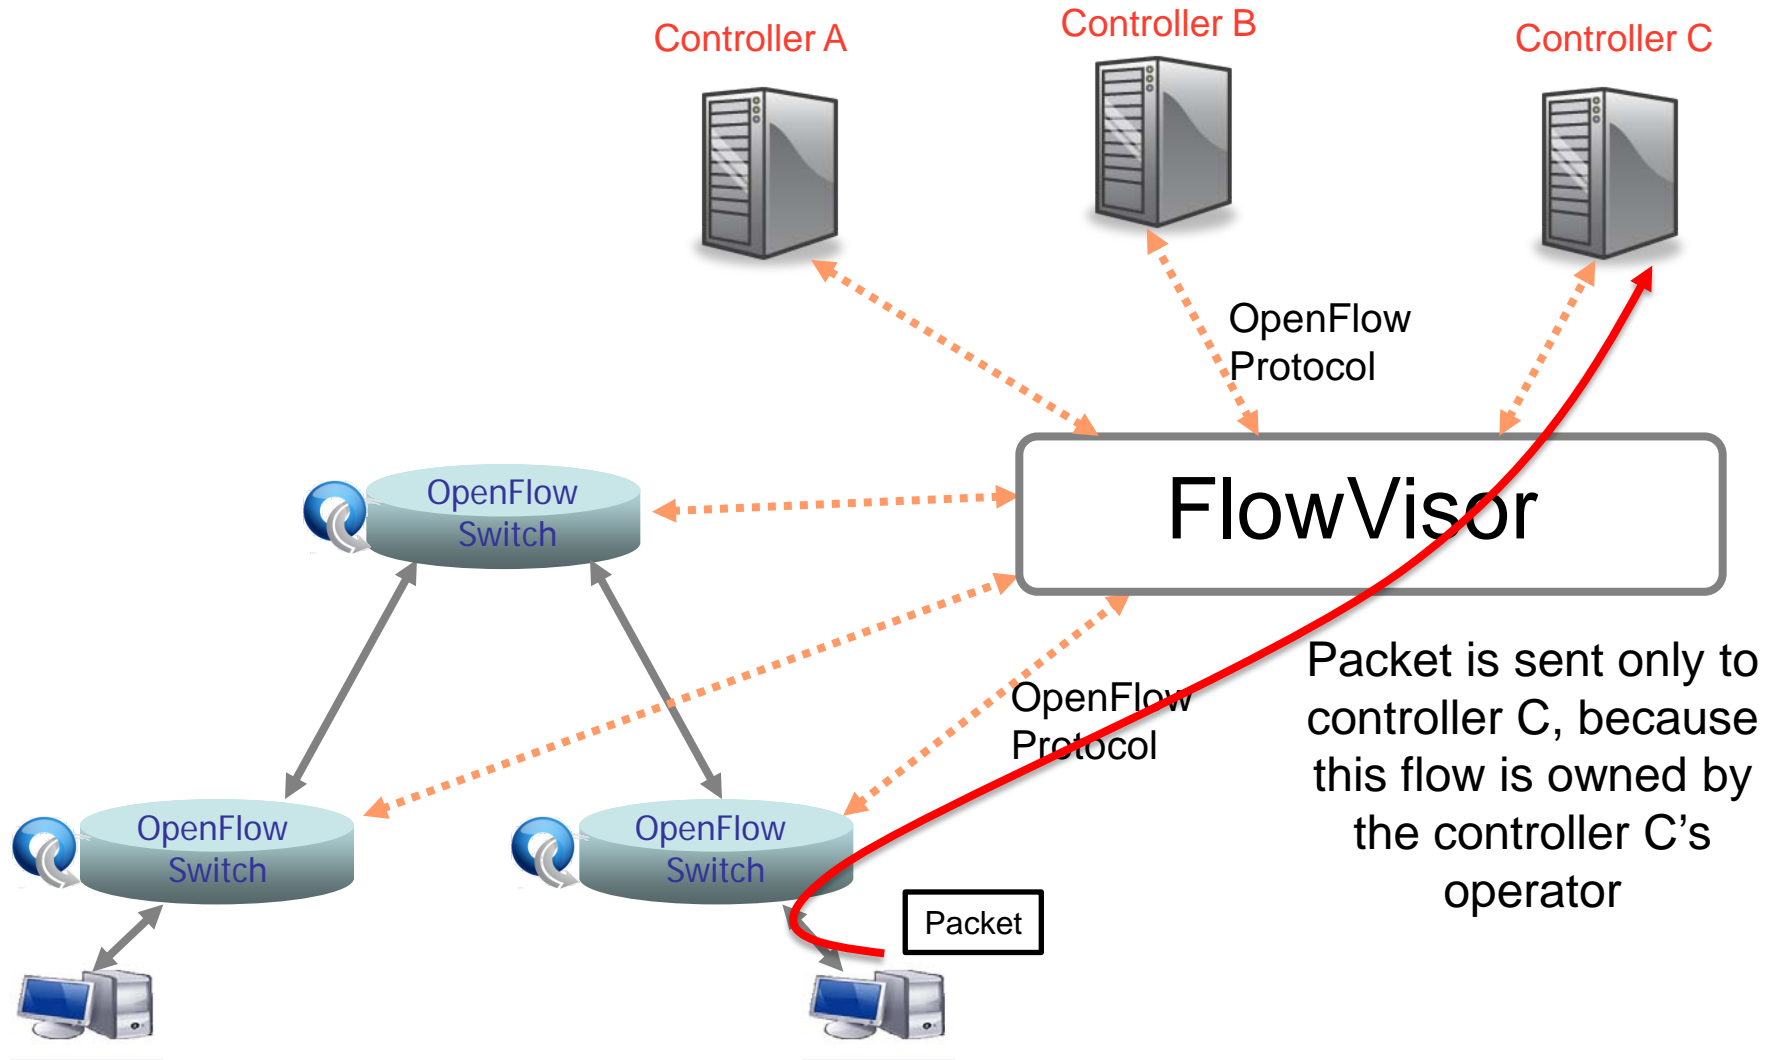 Controller A
Controller B
Controller C
OpenFlow
Protocol
FlowVisor
OpenFlow
Switch
OpenFlow
Protocol
Packet is sent only to
controller C, because
this flow is owned by
the controller C’s
operator
OpenFlow
Switch
OpenFlow
Switch
Packet